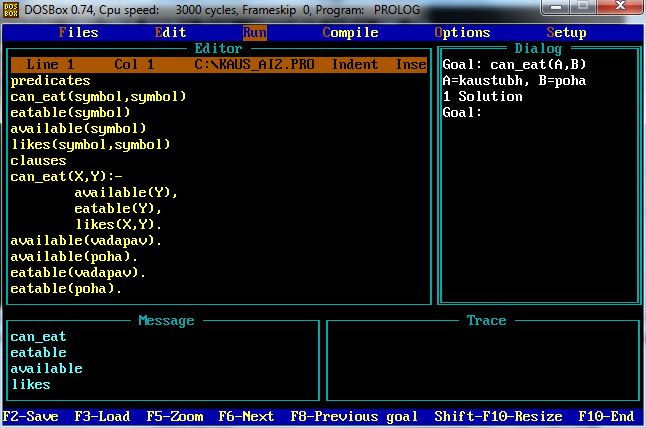 DOS BOX DOSBox 0.74, Cpu speed: 3000 cycles, Frameskip 0, Program: PROLOG
Files Edit Run Compile Options Setup
Editor
Line 1 Col 1 C:\KAUS_AI2.PRO Indent Inse
predicates
can_eat(symbol,symbol)
eatable(symbol)
available(symbol)
likes(symbol,symbol)
clauses
can_eat(X,Y):-
available(Y),
eatable(Y),
likes(X,Y).
available(vadapav).
available(poha).
eatable(vadapav).
eatable(poha).
Dialog
Goal: can_eat(A,B)
A=kaustubh, B=poha
1 Solution
Goal:
Message
can_eat
eatable
available
likes
Trace
F2-Save F3-Load F5-Zoom F6-Next F8-Previous goal Shift-F10-Resize F10-End